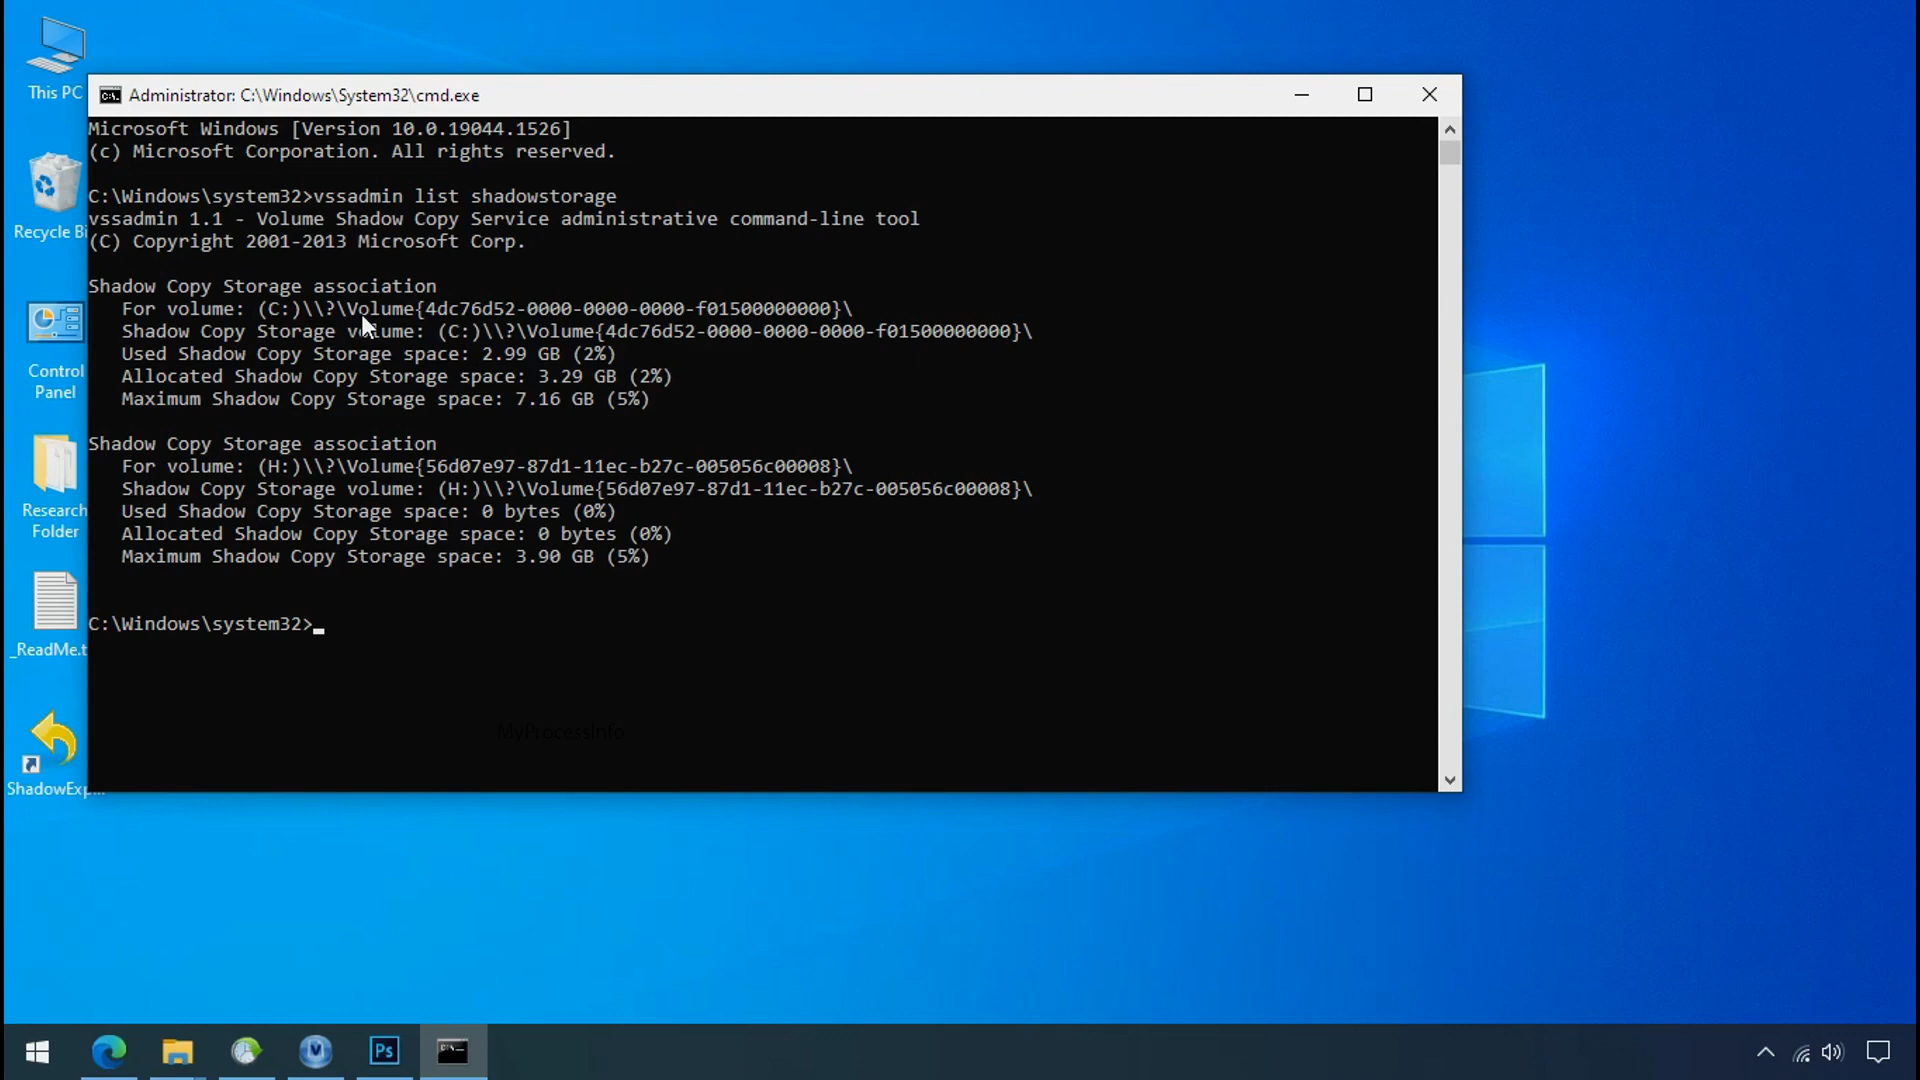 This PC
Recycle Bi
Control
Panel
Research
Folder
_ReadMe.t
ShadowExp...
Administrator: C:\Windows\System32\cmd.exe
Microsoft Windows [Version 10.0.19044.1526]
(c) Microsoft Corporation. All rights reserved.
C:\Windows\system32>vssadmin list shadowstorage
vssadmin 1.1 - Volume Shadow Copy Service administrative command-line tool
(C) Copyright 2001-2013 Microsoft Corp.
Shadow Copy Storage association
For volume: (C:)\\?\Volume{4dc76d52-0000-0000-0000-f01500000000}\
Shadow Copy Storage volume: (C:)\\?\Volume{4dc76d52-0000-0000-0000-f01500000000}\
Used Shadow Copy Storage space: 2.99 GB (2%)
Allocated Shadow Copy Storage space: 3.29 GB (2%)
Maximum Shadow Copy Storage space: 7.16 GB (5%)
Shadow Copy Storage association
For volume: (H:)\\?\Volume{56d07e97-87d1-11ec-b27c-005056c00008}\
Shadow Copy Storage volume: (H:)\\?\Volume{56d07e97-87d1-11ec-b27c-005056c00008}\
Used Shadow Copy Storage space: 0 bytes (0%)
Allocated Shadow Copy Storage space: 0 bytes (0%)
Maximum Shadow Copy Storage space: 3.90 GB (5%)
C:\Windows\system32>
MyProcessInfo
Ps